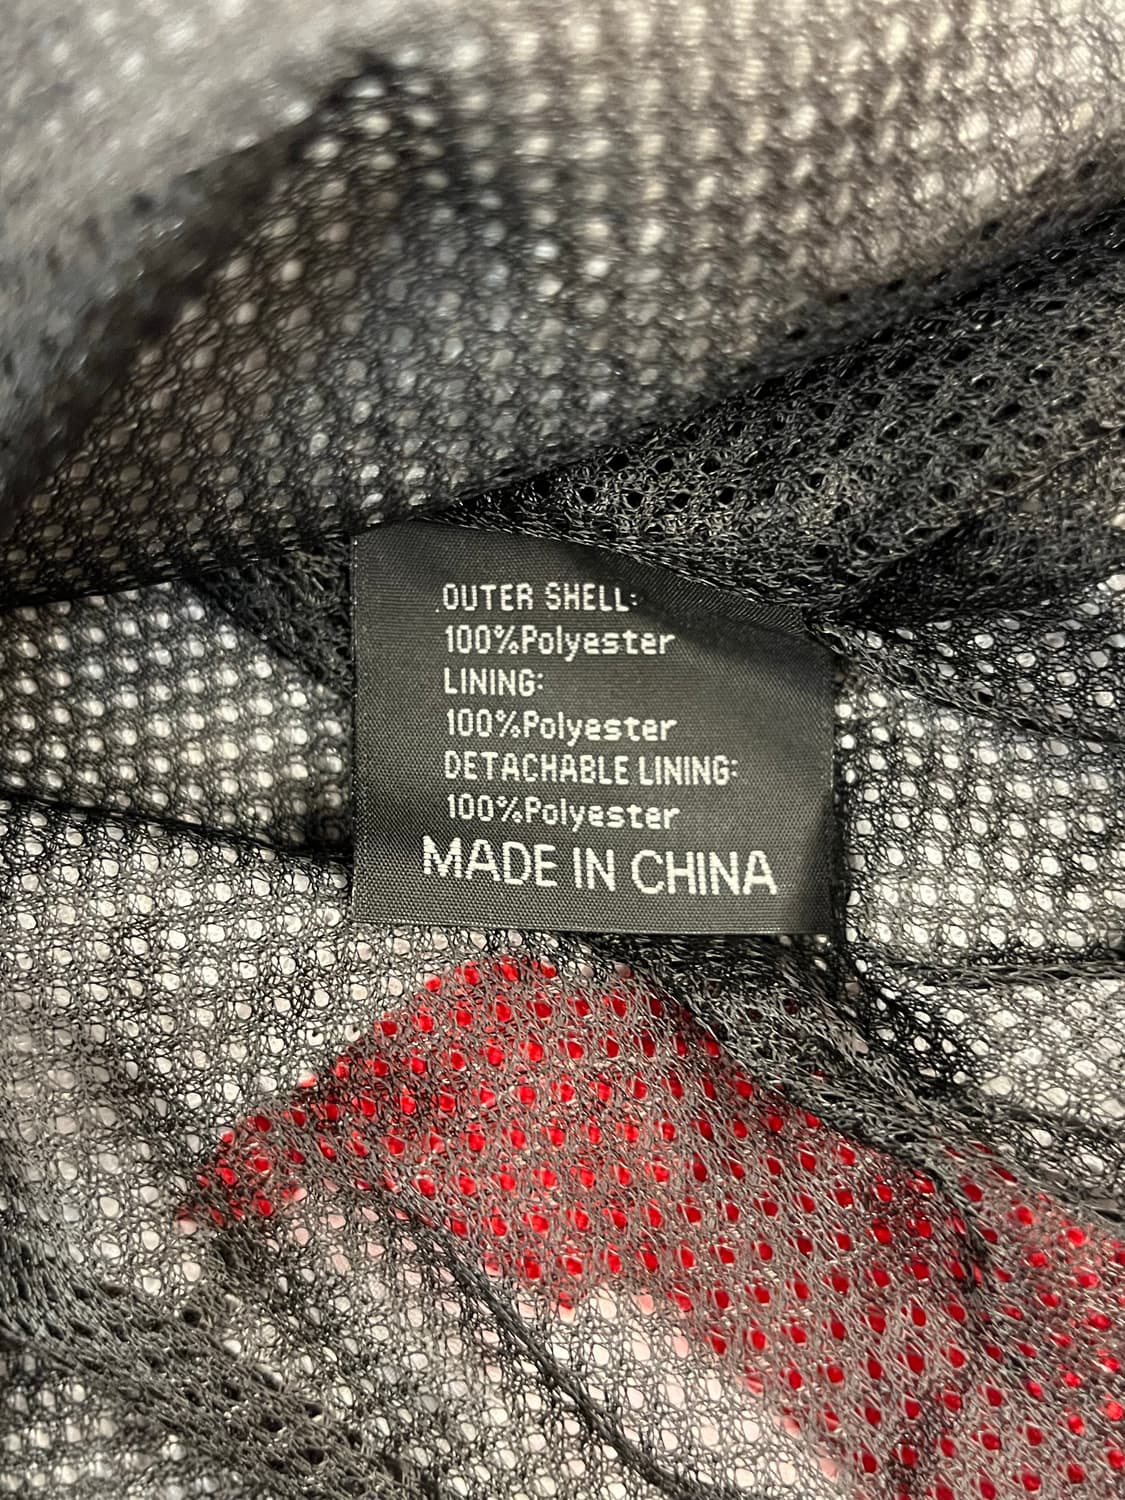 OUTER SHELL:
100%Polyester
LINING:
100%Polyester
DETACHABLE LINING:
100%Polyester
MADE IN CHINA